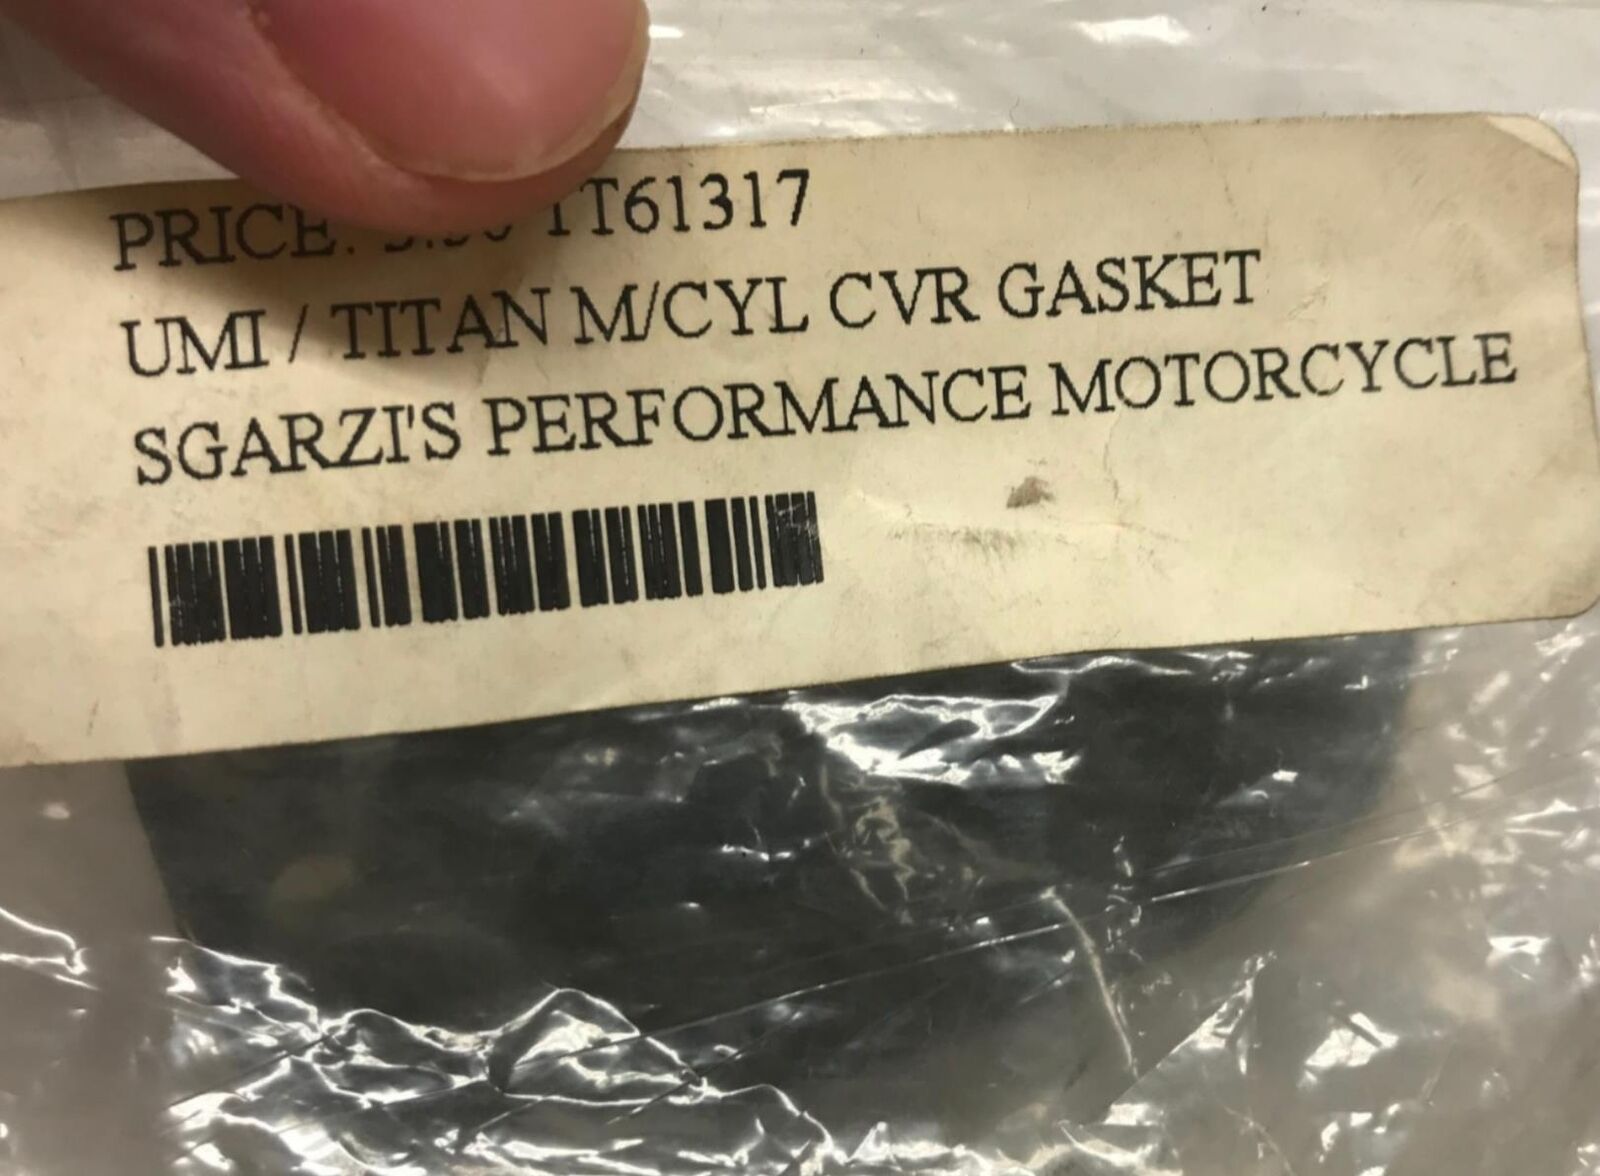 PRICE: TT61317
UMI / TITAN M/CYL CVR GASKET
SGARZI'S PERFORMANCE MOTORCYCLE